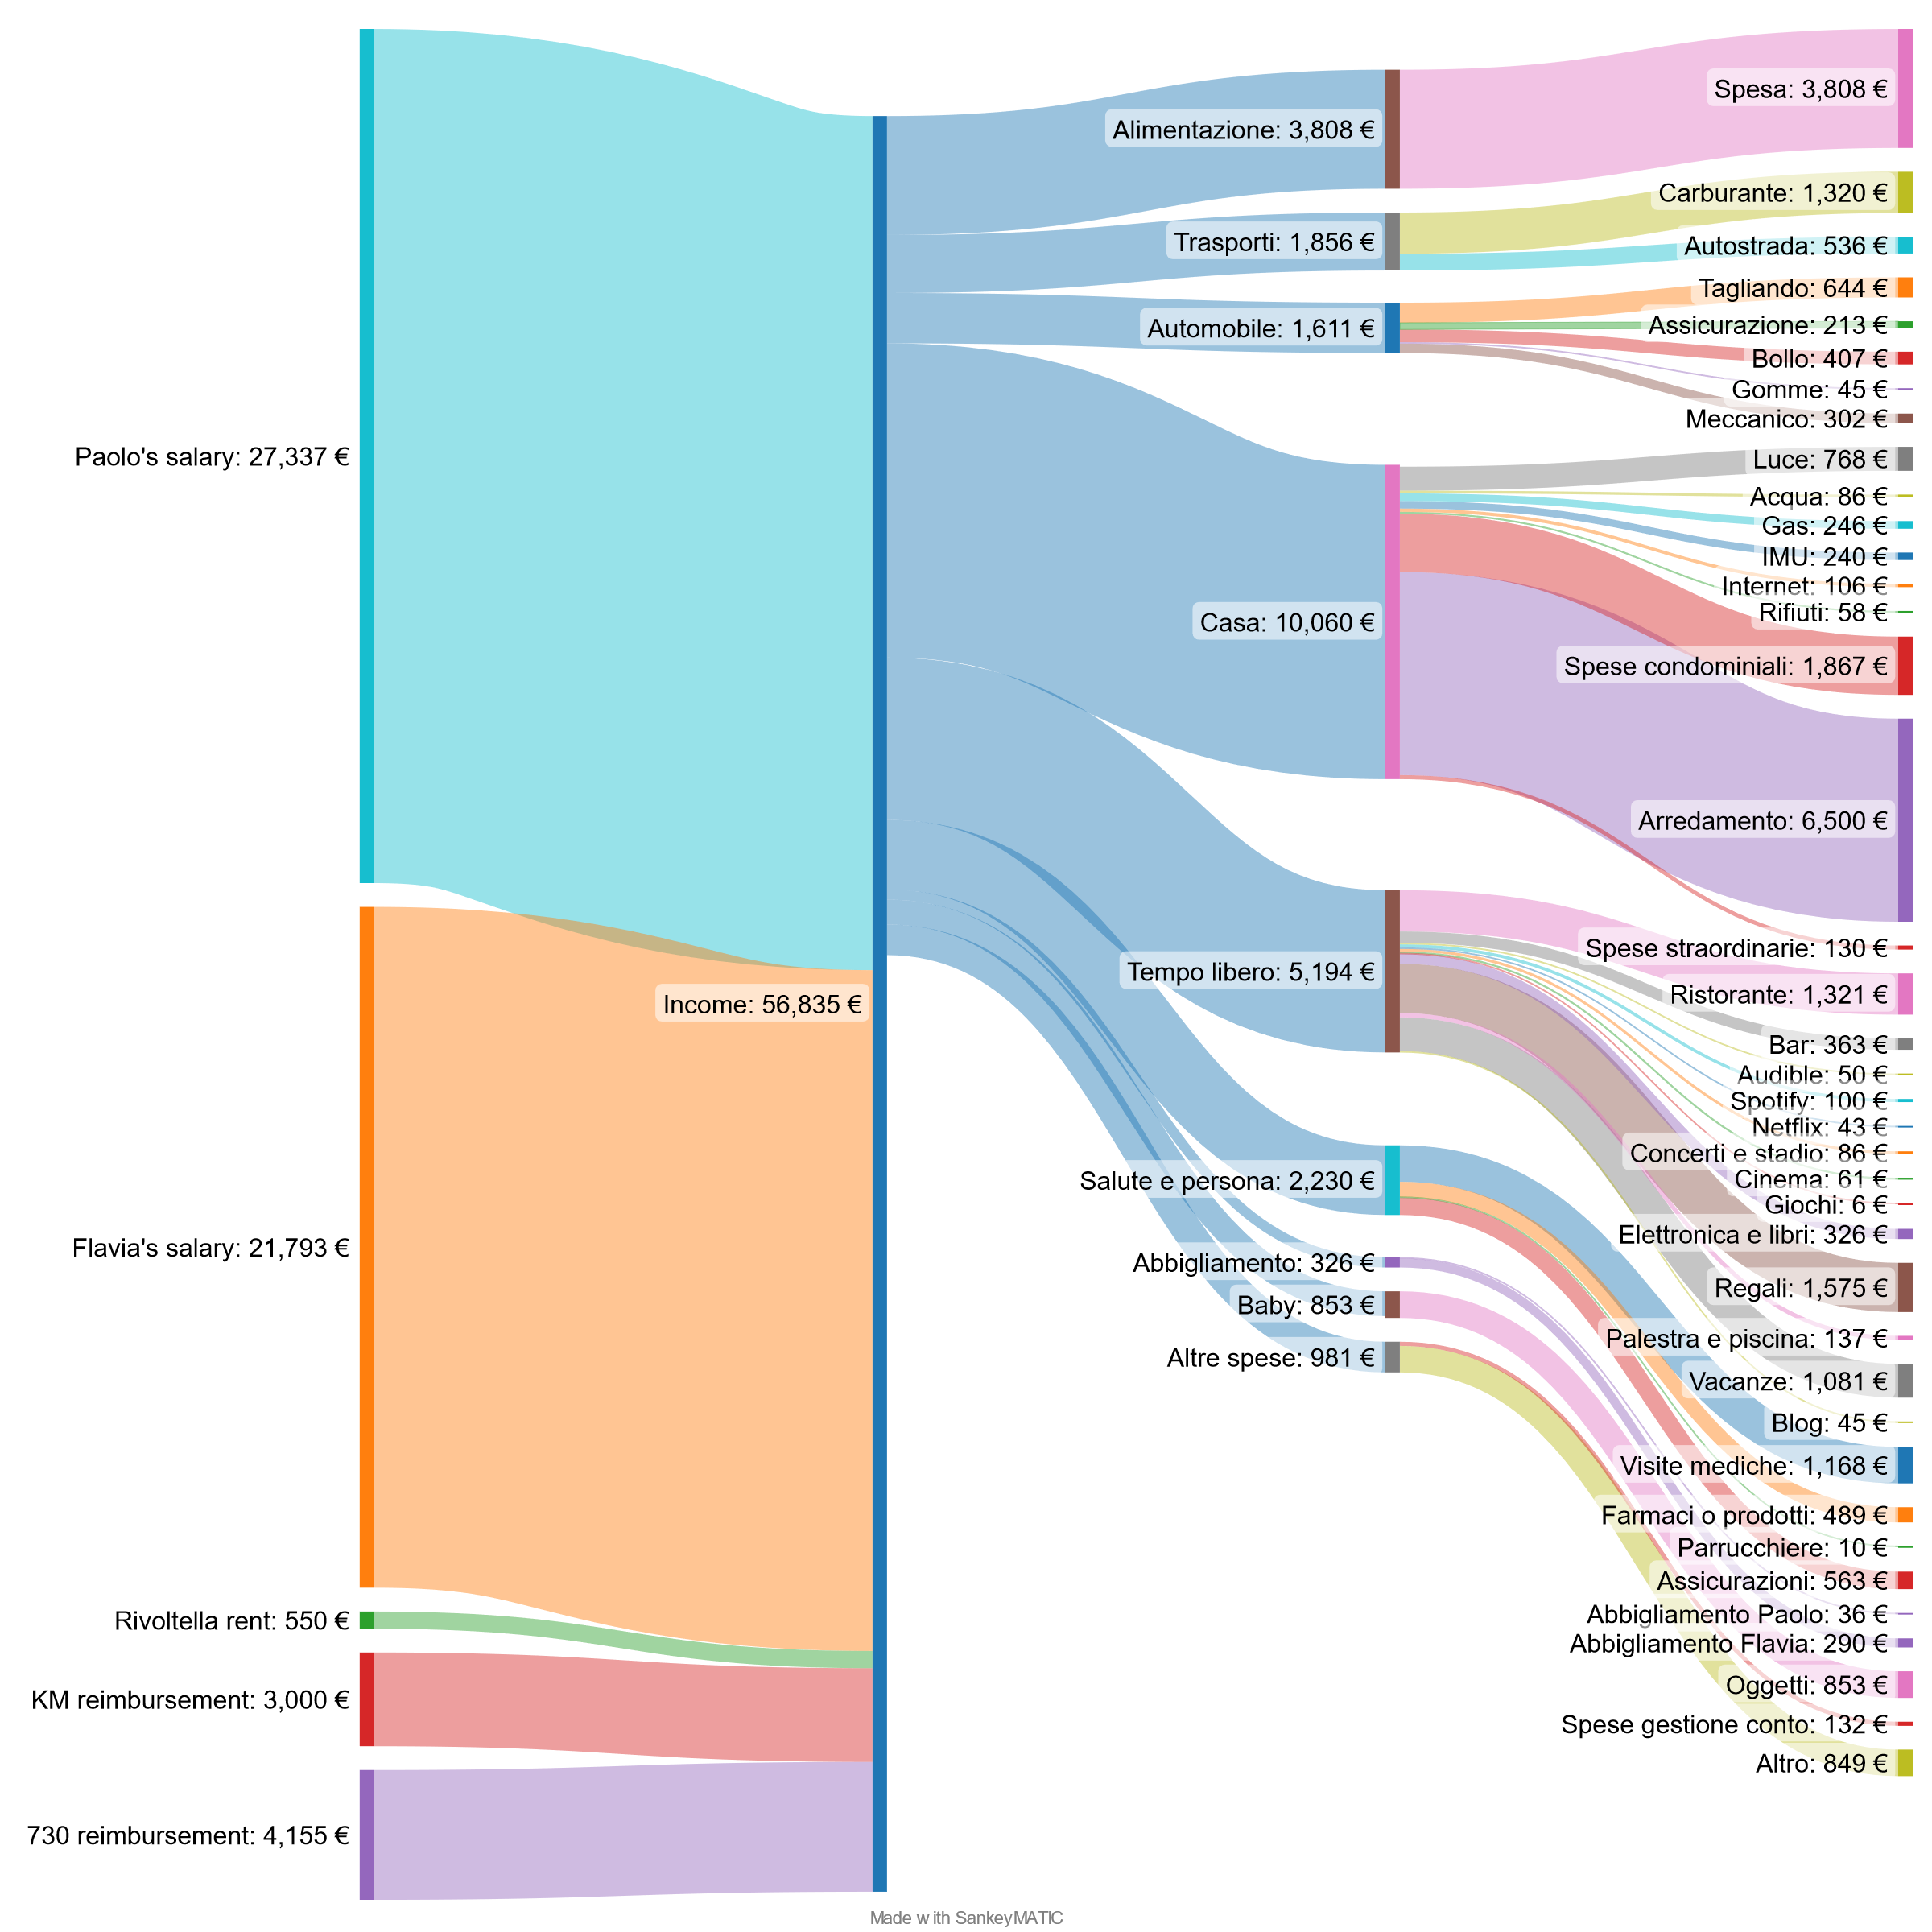 Paolo's salary: 27,337 €
Flavia's salary: 21,793 €
Rivoltella rent: 550 €
KM reimbursement: 3,000 €
730 reimbursement: 4,155 €
Income: 56,835 €
Alimentazione: 3,808 €
Trasporti: 1,856 €
Automobile: 1,611 €
Casa: 10,060 €
Tempo libero: 5,194 €
Salute e persona: 2,230 €
Abbigliamento: 326 €
Baby: 853 €
Altre spese: 981 €
Spesa: 3,808 €
Carburante: 1,320 €
Autostrada: 536 €
Tagliando: 644 €
Assicurazione: 213 €
Bollo: 407 €
Gomme: 45 €
Meccanico: 302 €
Luce: 768 €
Acqua: 86 €
Gas: 246 €
IMU: 240 €
Internet: 106 €
Rifiuti: 58 €
Spese condominiali: 1,867 €
Arredamento: 6,500 €
Spese straordinarie: 130 €
Ristorante: 1,321 €
Bar: 363 €
Audible: 50 €
Spotify: 100 €
Netflix: 43 €
Concerti e stadio: 86 €
Cinema: 61 €
Giochi: 6 €
Elettronica e libri: 326 €
Regali: 1,575 €
Palestra e piscina: 137 €
Vacanze: 1,081 €
Blog: 45 €
Visite mediche: 1,168 €
Farmaci o prodotti: 489 €
Parrucchiere: 10 €
Assicurazioni: 563 €
Abbigliamento Paolo: 36 €
Abbigliamento Flavia: 290 €
Oggetti: 853 €
Spese gestione conto: 132 €
Altro: 849 €
Made with SankeyMATIC